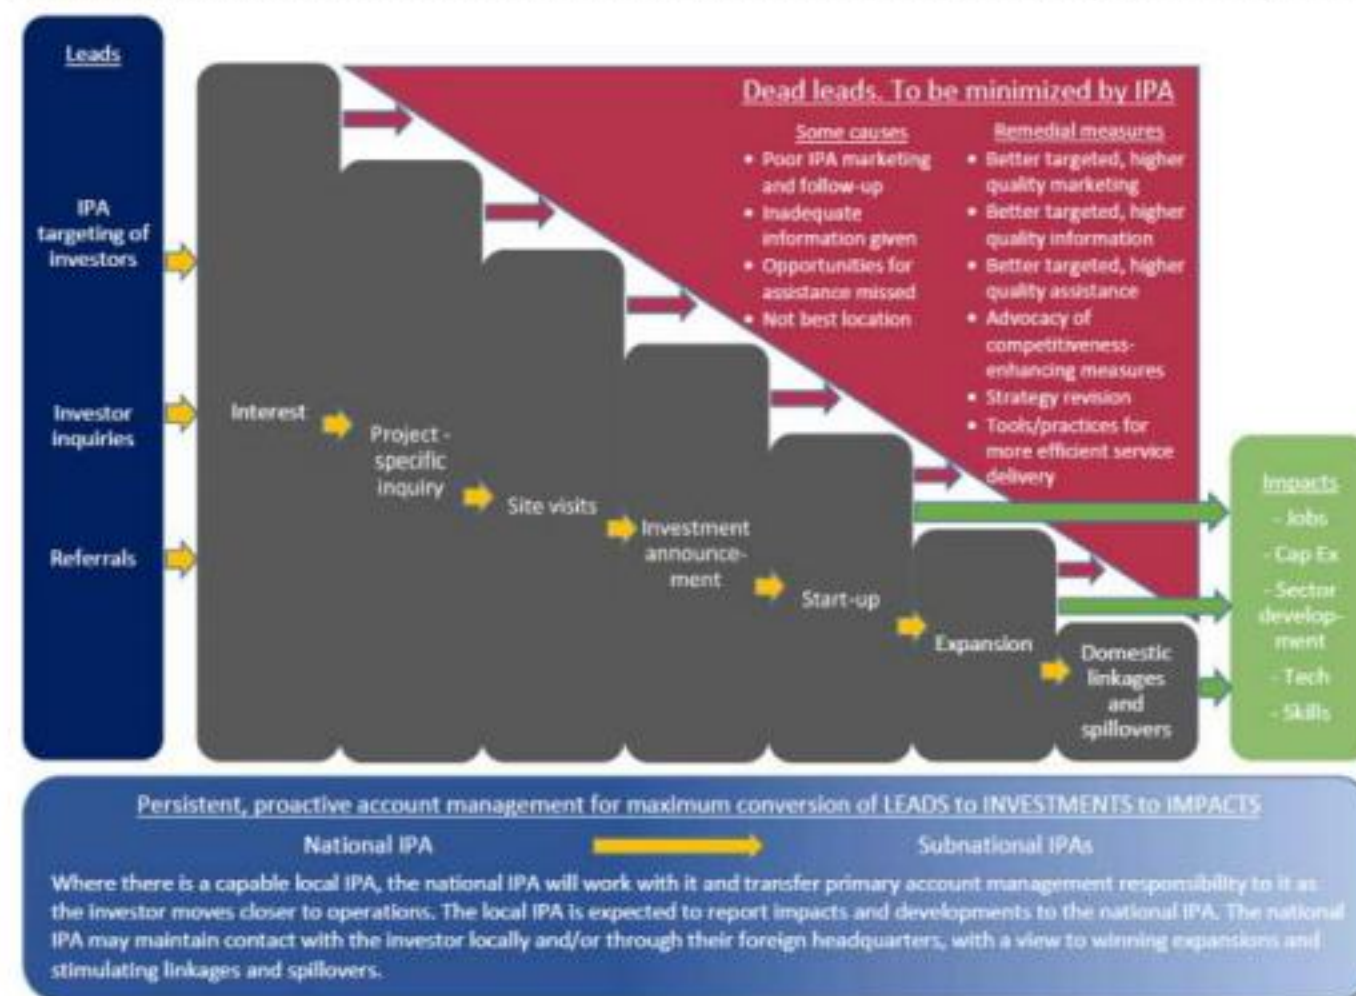 Leads
IPA
targeting of
investors
Investor
inquiries
Referrals
Interest
Project -
specific
inquiry
Site visits
Investment
announce-
ment
Start-up
Expansion
Domestic
linkages
and
spillovers
Dead leads. To be minimized by IPA
Some causes
• Poor IPA marketing
and follow-up
• Inadequate
information given
• Opportunities for
assistance missed
• Not best location
Remedial measures
• Better targeted, higher
quality marketing
• Better targeted, higher
quality information
• Better targeted, higher
quality assistance
• Advocacy of
competitiveness-
enhancing measures
• Strategy revision
• Tools/practices for
more efficient service
delivery
Impacts
- Jobs
- Cap Ex
- Sector
develop-
ment
- Tech
- Skills
Persistent, proactive account management for maximum conversion of LEADS to INVESTMENTS to IMPACTS
National IPA
Subnational IPAs
Where there is a capable local IPA, the national IPA will work with it and transfer primary account management responsibility to it as
the investor moves closer to operations. The local IPA is expected to report impacts and developments to the national IPA. The national
IPA may maintain contact with the investor locally and/or through their foreign headquarters, with a view to winning expansions and
stimulating linkages and spillovers.